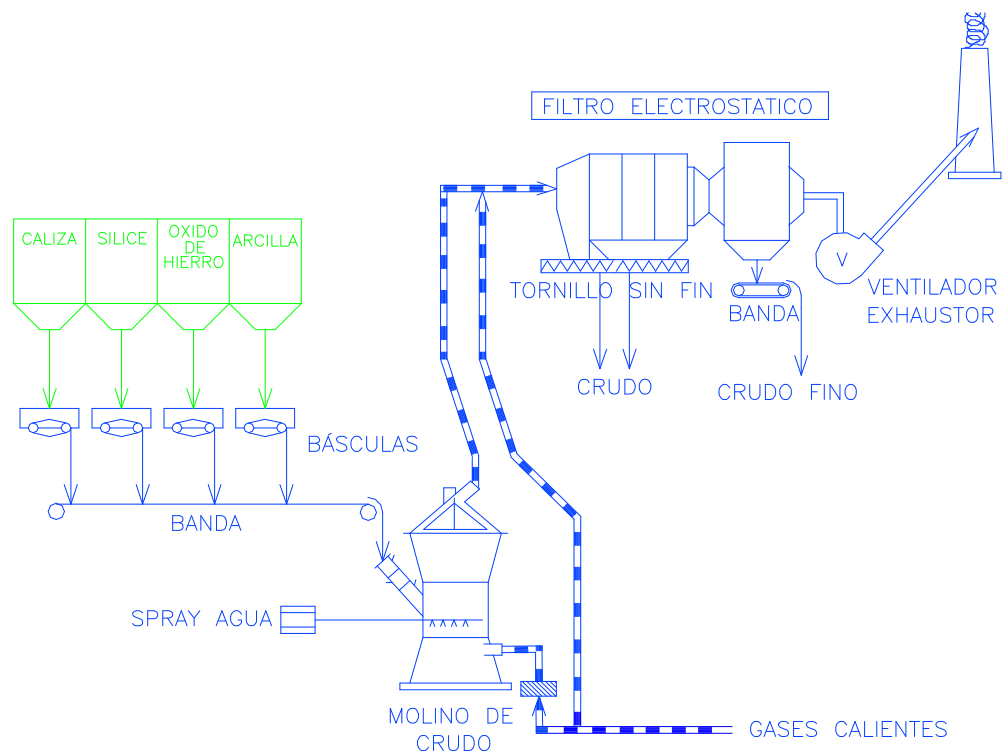 FILTRO ELECTROSTATICO
CALIZA
SILICE
OXIDO
DE
HIERRO
ARCILLA
TORNILLO SIN FIN
V
VENTILADOR
EXHAUSTOR
BANDA
CRUDO
CRUDO FINO
BÁSCULAS
BANDA
SPRAY AGUA
MOLINO DE
CRUDO
GASES CALIENTES